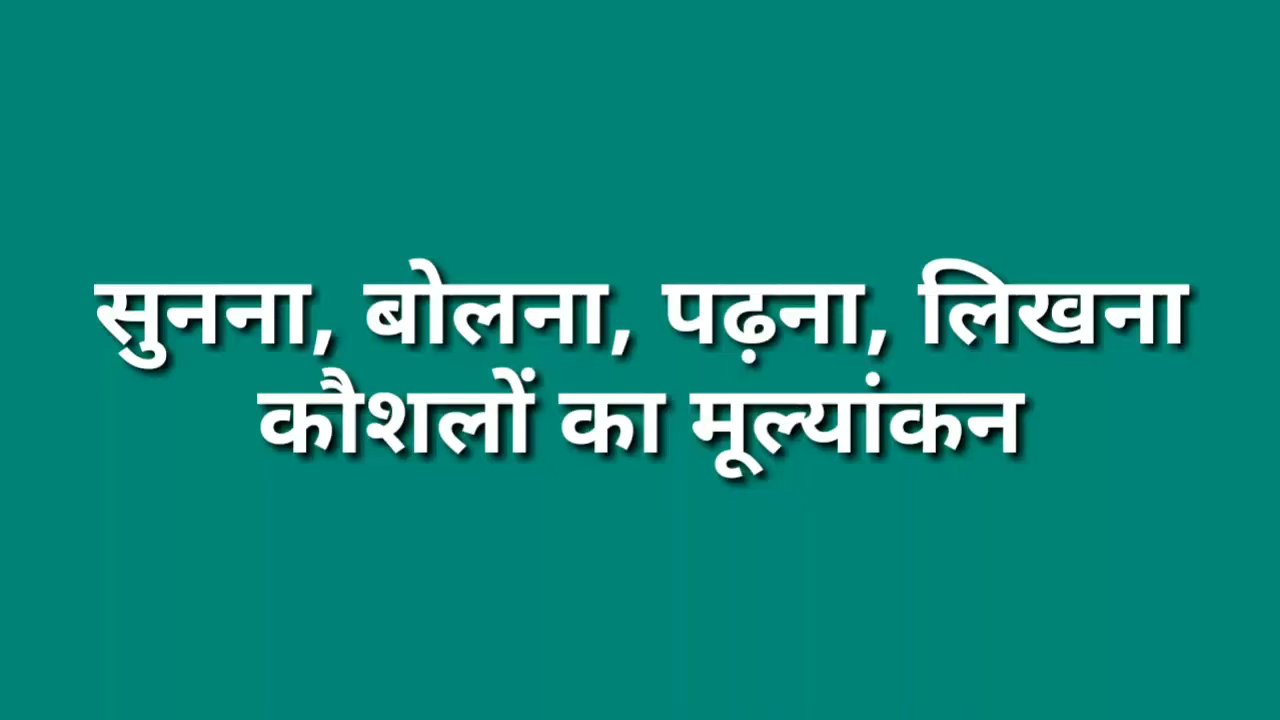 सुनना, बोलना, पढ़ना, लिखना
कौशलों का मूल्यांकन